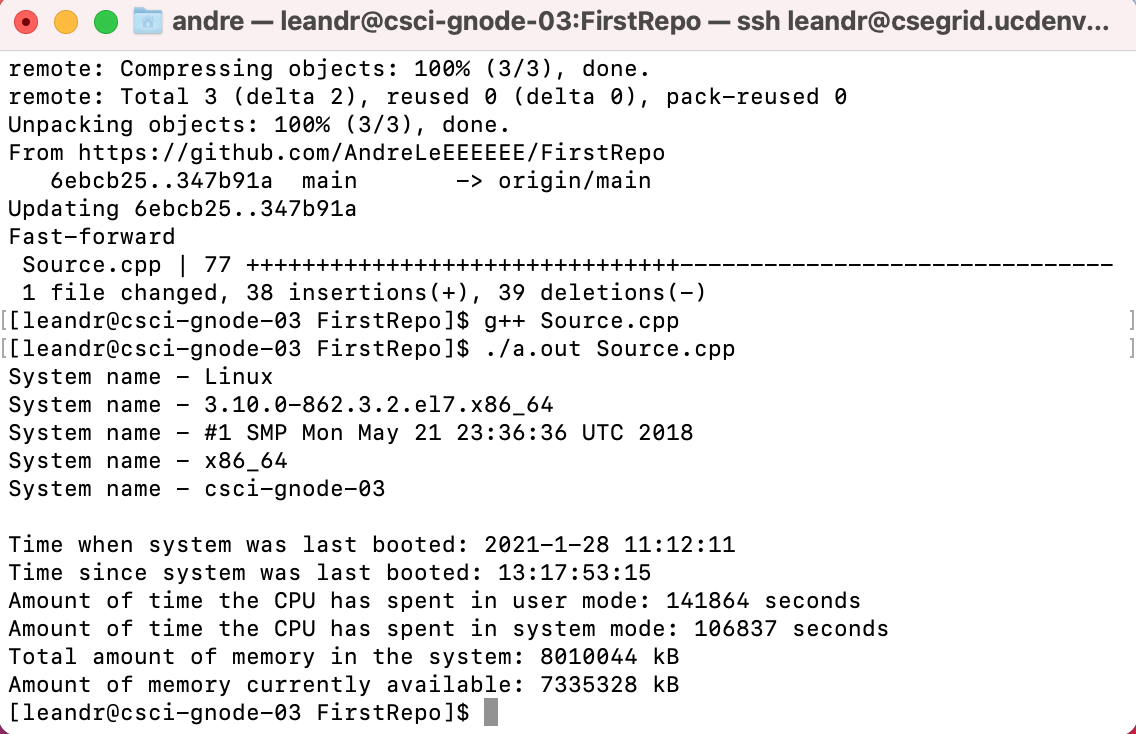 andre — leandr@csci-gnode-03:FirstRepo — ssh leandr@csegrid.ucdenv...
remote: Compressing objects: 100% (3/3), done.
remote: Total 3 (delta 2), reused 0 (delta 0), pack-reused 0
Unpacking objects: 100% (3/3), done.
From https://github.com/AndreLeEEEEEE/FirstRepo
   6ebcb25..347b91a  main       -> origin/main
Updating 6ebcb25..347b91a
Fast-forward
 Source.cpp | 77 +++++++++++++++++++++++++++++++-------------------------------
 1 file changed, 38 insertions(+), 39 deletions(-)
[[leandr@csci-gnode-03 FirstRepo]$ g++ Source.cpp ]
[[leandr@csci-gnode-03 FirstRepo]$ ./a.out Source.cpp ]
System name - Linux
System name - 3.10.0-862.3.2.el7.x86_64
System name - #1 SMP Mon May 21 23:36:36 UTC 2018
System name - x86_64
System name - csci-gnode-03
Time when system was last booted: 2021-1-28 11:12:11
Time since system was last booted: 13:17:53:15
Amount of time the CPU has spent in user mode: 141864 seconds
Amount of time the CPU has spent in system mode: 106837 seconds
Total amount of memory in the system: 8010044 kB
Amount of memory currently available: 7335328 kB
[leandr@csci-gnode-03 FirstRepo]$